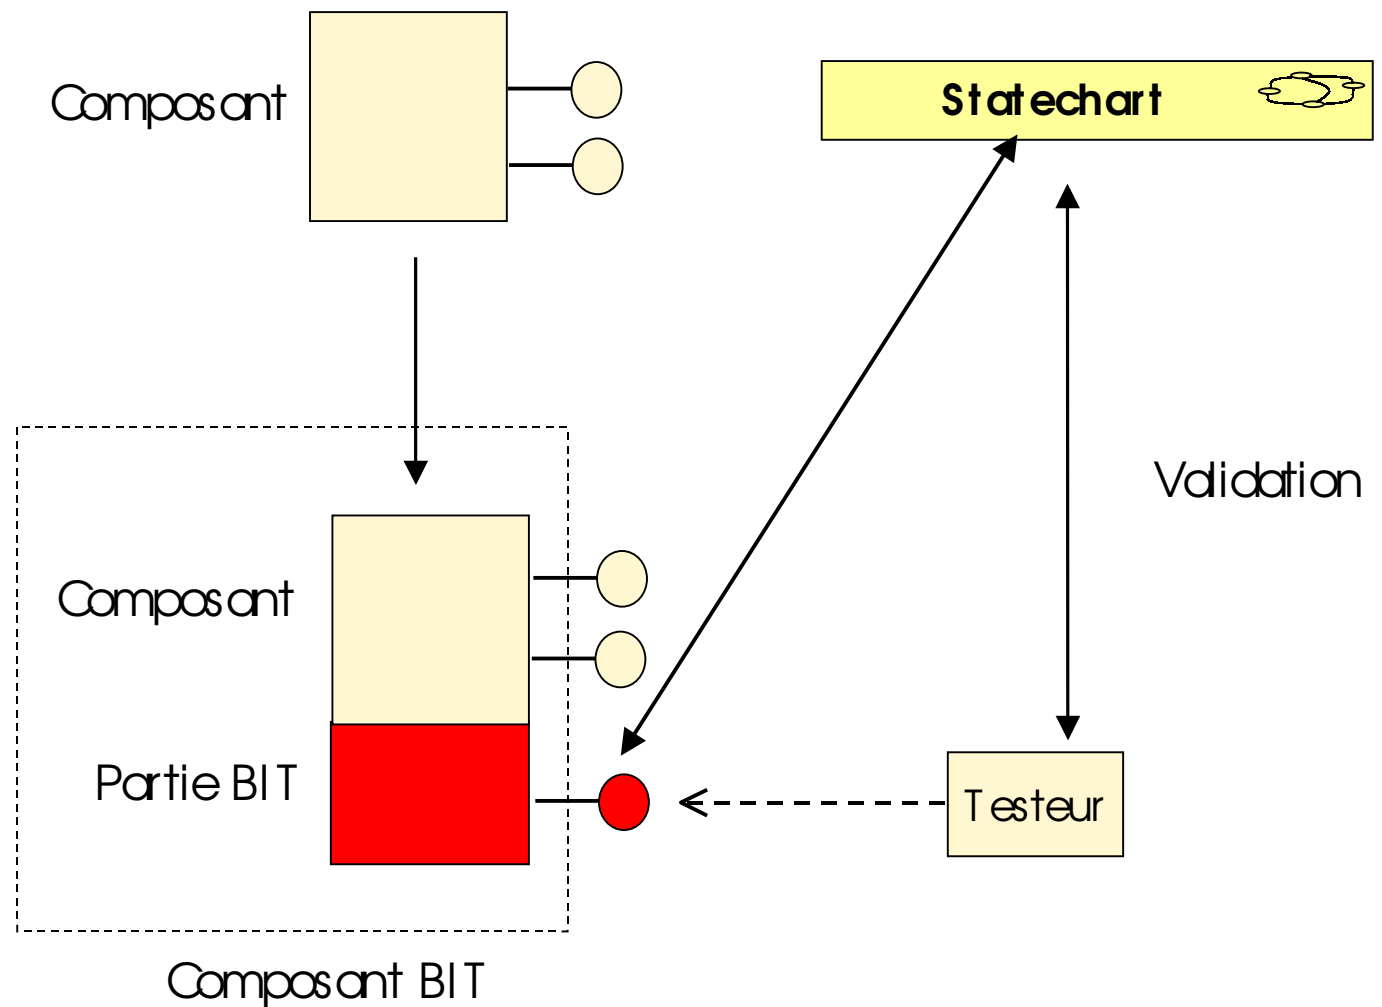 Composant
Statechart
Validation
Composant
Partie BIT
Testeur
Composant BIT